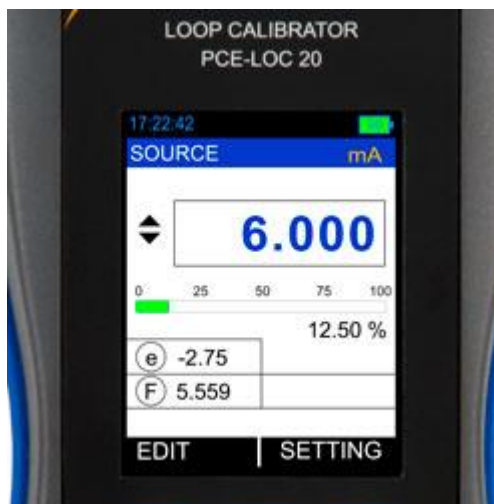 LOOP CALIBRATOR
PCE-LOC 20
17:22:42
SOURCE mA
6.000
0 25 50 75 100
12.50 %
e -2.75
F 5.559
EDIT SETTING